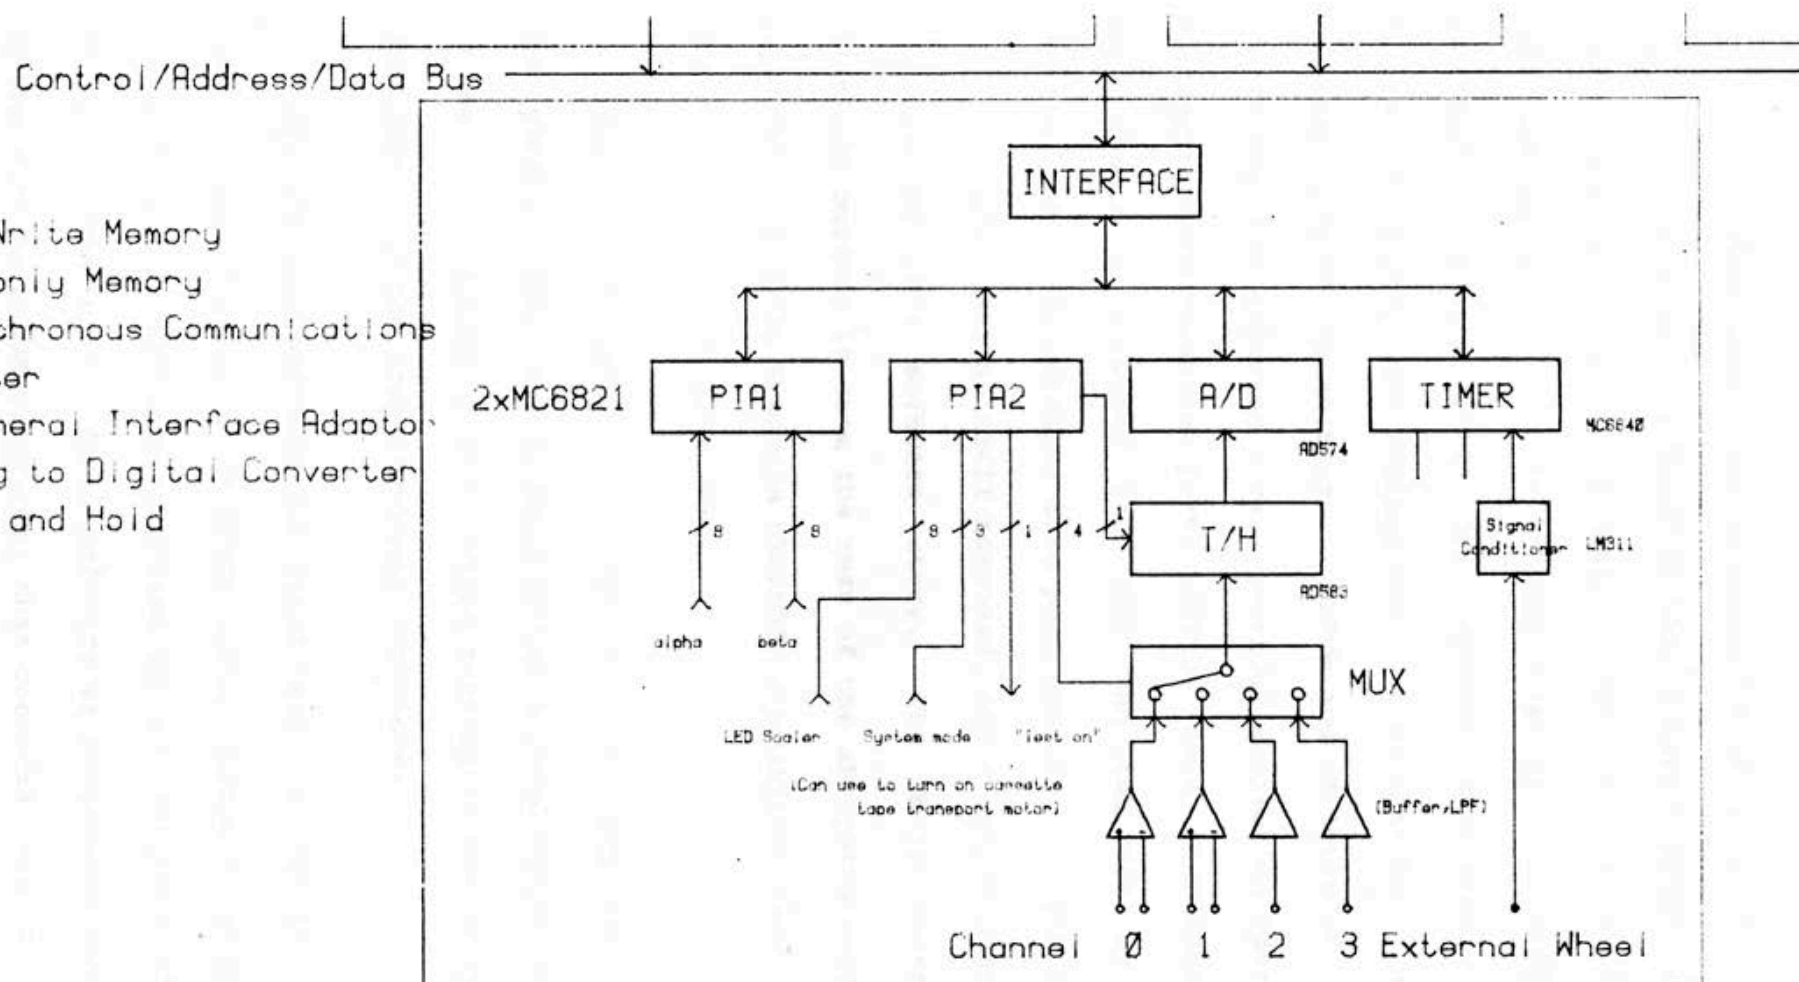 Control/Address/Data Bus
INTERFACE
Write Memory
only Memory
chronous Communications
ter
heral Interface Adaptor
g to Digital Converter
and Hold
2xMC6821
PIA1
PIA2
A/D
TIMER
MC6840
AD574
8
8
8
3
1
4
1
T/H
Signal
Conditioner
LM311
AD583
alpha
beta
MUX
LED Scaler
System mode
"Test on"
(Can use to turn on cassette
tape transport motor)
(Buffer,LPF)
Channel 0 1 2 3 External Wheel